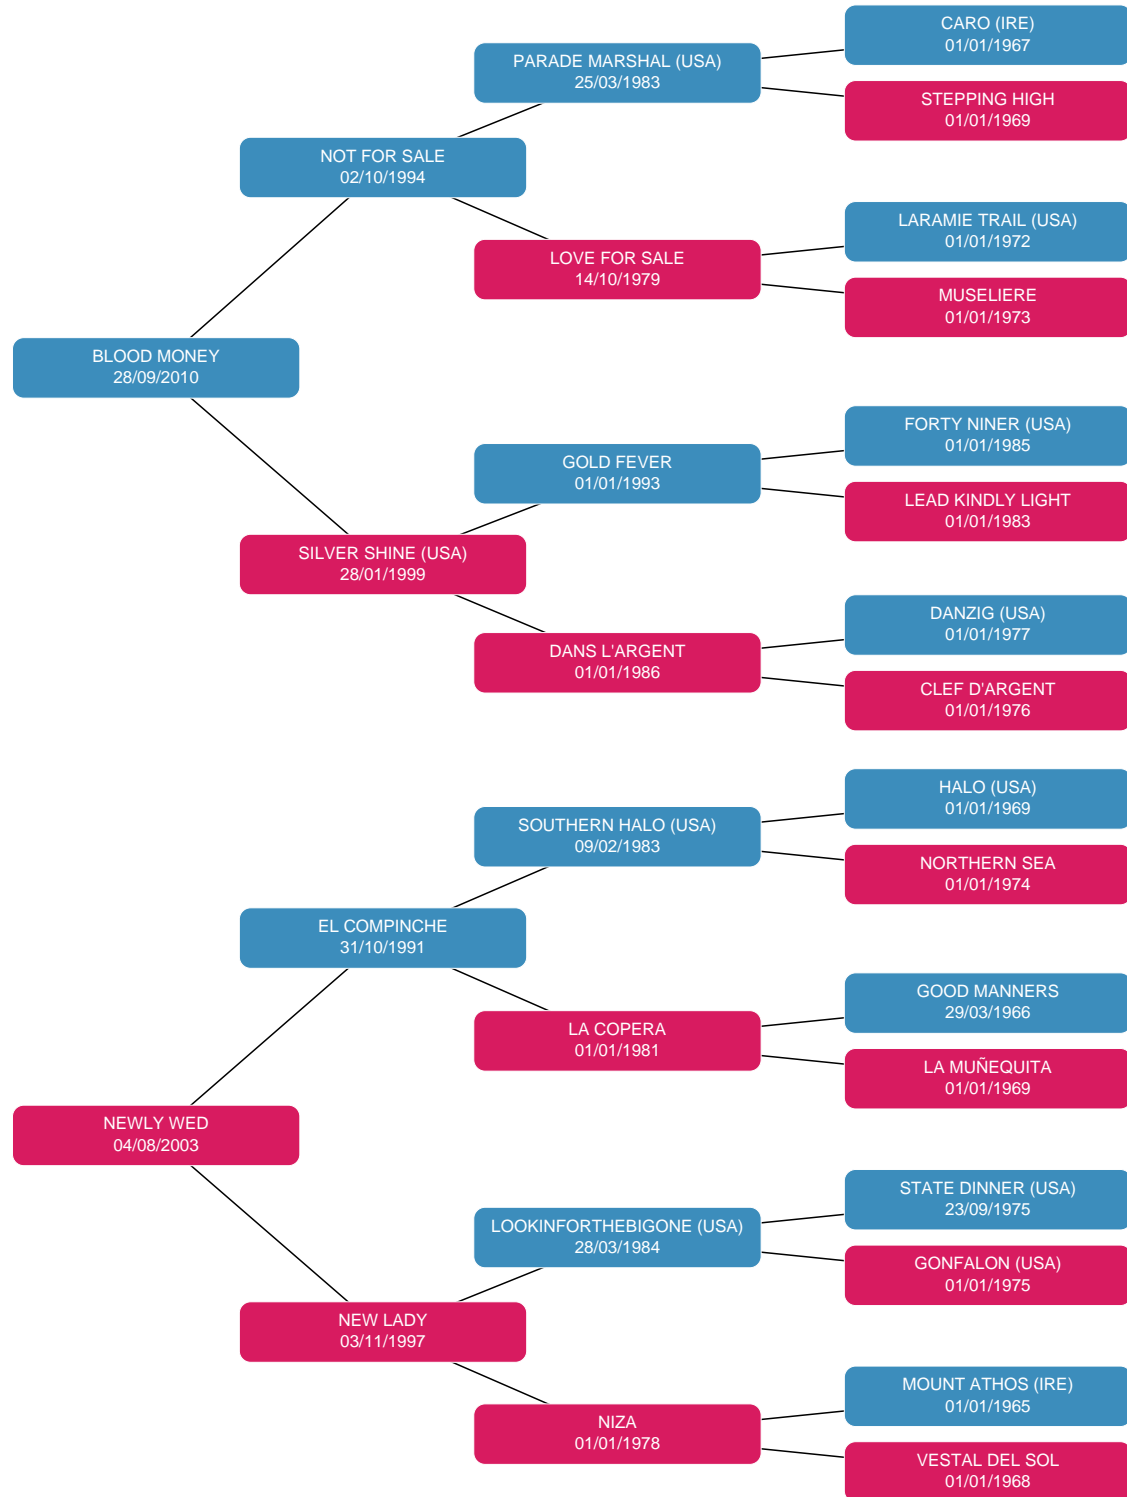 CARO (IRE)
01/01/1967
PARADE MARSHAL (USA)
25/03/1983
STEPPING HIGH
01/01/1969
NOT FOR SALE
02/10/1994
LARAMIE TRAIL (USA)
01/01/1972
LOVE FOR SALE
14/10/1979
MUSELIERE
01/01/1973
BLOOD MONEY
28/09/2010
FORTY NINER (USA)
01/01/1985
GOLD FEVER
01/01/1993
LEAD KINDLY LIGHT
01/01/1983
SILVER SHINE (USA)
28/01/1999
DANZIG (USA)
01/01/1977
DANS L'ARGENT
01/01/1986
CLEF D'ARGENT
01/01/1976
HALO (USA)
01/01/1969
SOUTHERN HALO (USA)
09/02/1983
NORTHERN SEA
01/01/1974
EL COMPINCHE
31/10/1991
GOOD MANNERS
29/03/1966
LA COPERA
01/01/1981
LA MUÑEQUITA
01/01/1969
NEWLY WED
04/08/2003
STATE DINNER (USA)
23/09/1975
LOOKINFORTHEBIGONE (USA)
28/03/1984
GONFALON (USA)
01/01/1975
NEW LADY
03/11/1997
MOUNT ATHOS (IRE)
01/01/1965
NIZA
01/01/1978
VESTAL DEL SOL
01/01/1968